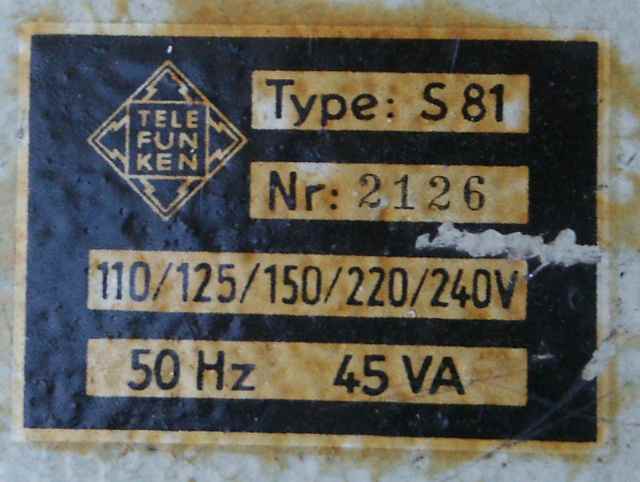 TELE
FUN
KEN
Type: S 81
Nr: 2126
110/125/150/220/240V
50 Hz 45 VA